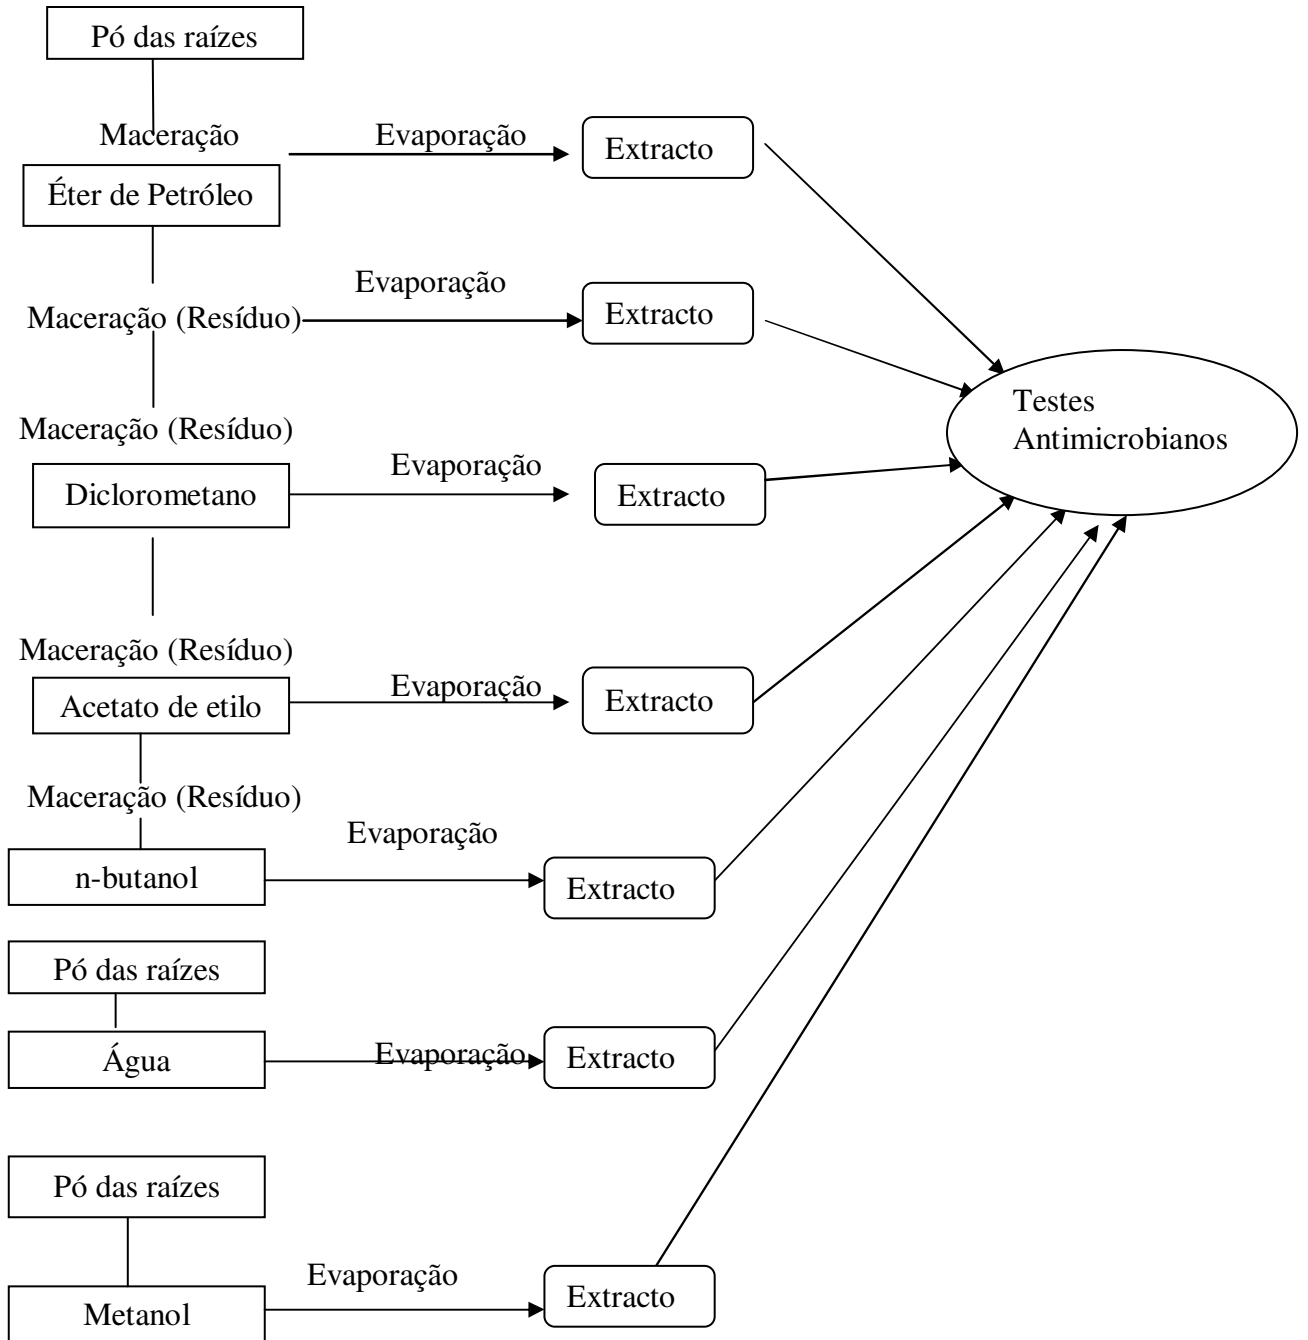 Pó das raízes
Maceração
Evaporação
Extracto
Éter de Petróleo
Evaporação
Maceração (Resíduo)
Extracto
Testes
Antimicrobianos
Maceração (Resíduo)
Evaporação
Diclorometano
Extracto
Maceração (Resíduo)
Evaporação
Acetato de etilo
Extracto
Maceração (Resíduo)
Evaporação
n-butanol
Extracto
Pó das raízes
Água
Evaporação
Extracto
Pó das raízes
Evaporação
Metanol
Extracto